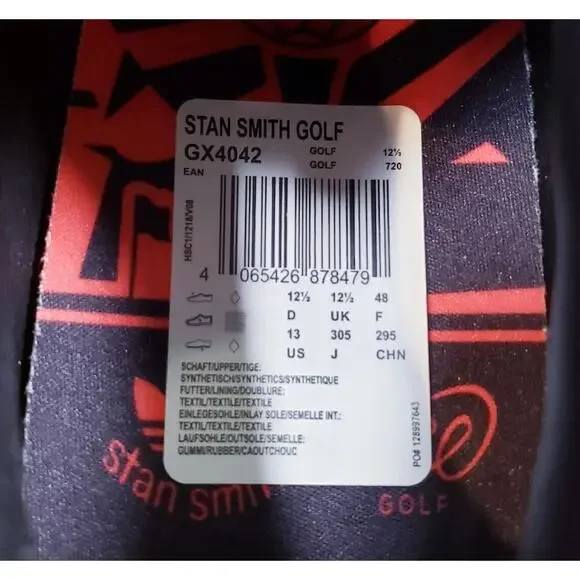 STAN SMITH GOLF
GX4042 GOLF 12½
EAN GOLF 720
HSC1/1218/V08
4 065426 878479
12½ 12½ 48
D UK F
13 305 295
US J CHN
SCHAFT/UPPER/TIGE:
SYNTHETISCH/SYNTHETICS/SYNTHETIQUE
FUTTER/LINING/DOUBLURE:
TEXTIL/TEXTILE/TEXTILE
EINLEGESOHLE/INLAY SOLE/SEMELLE INT.:
TEXTIL/TEXTILE/TEXTILE
LAUFSOHLE/OUTSOLE/SEMELLE:
GUMMI/RUBBER/CAOUTCHOUC
PO# 128997643
stan smith
GOLF